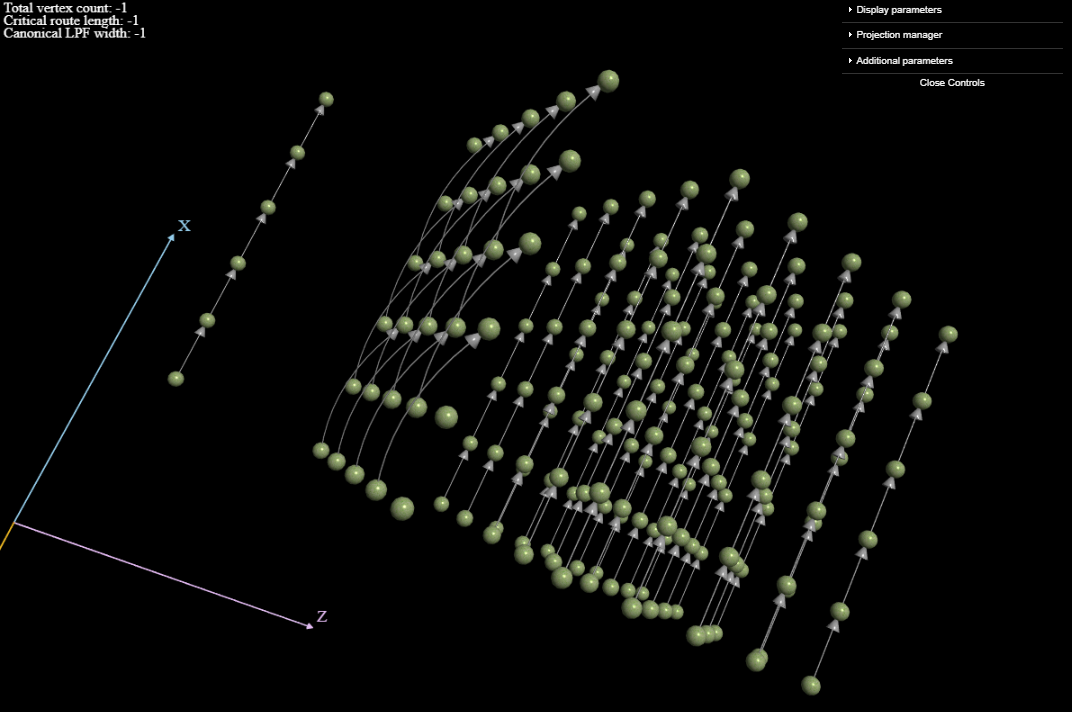 Total vertex count: -1
Critical route length: -1
Canonical LPF width: -1
Display parameters
Projection manager
Additional parameters
Close Controls
X
Z